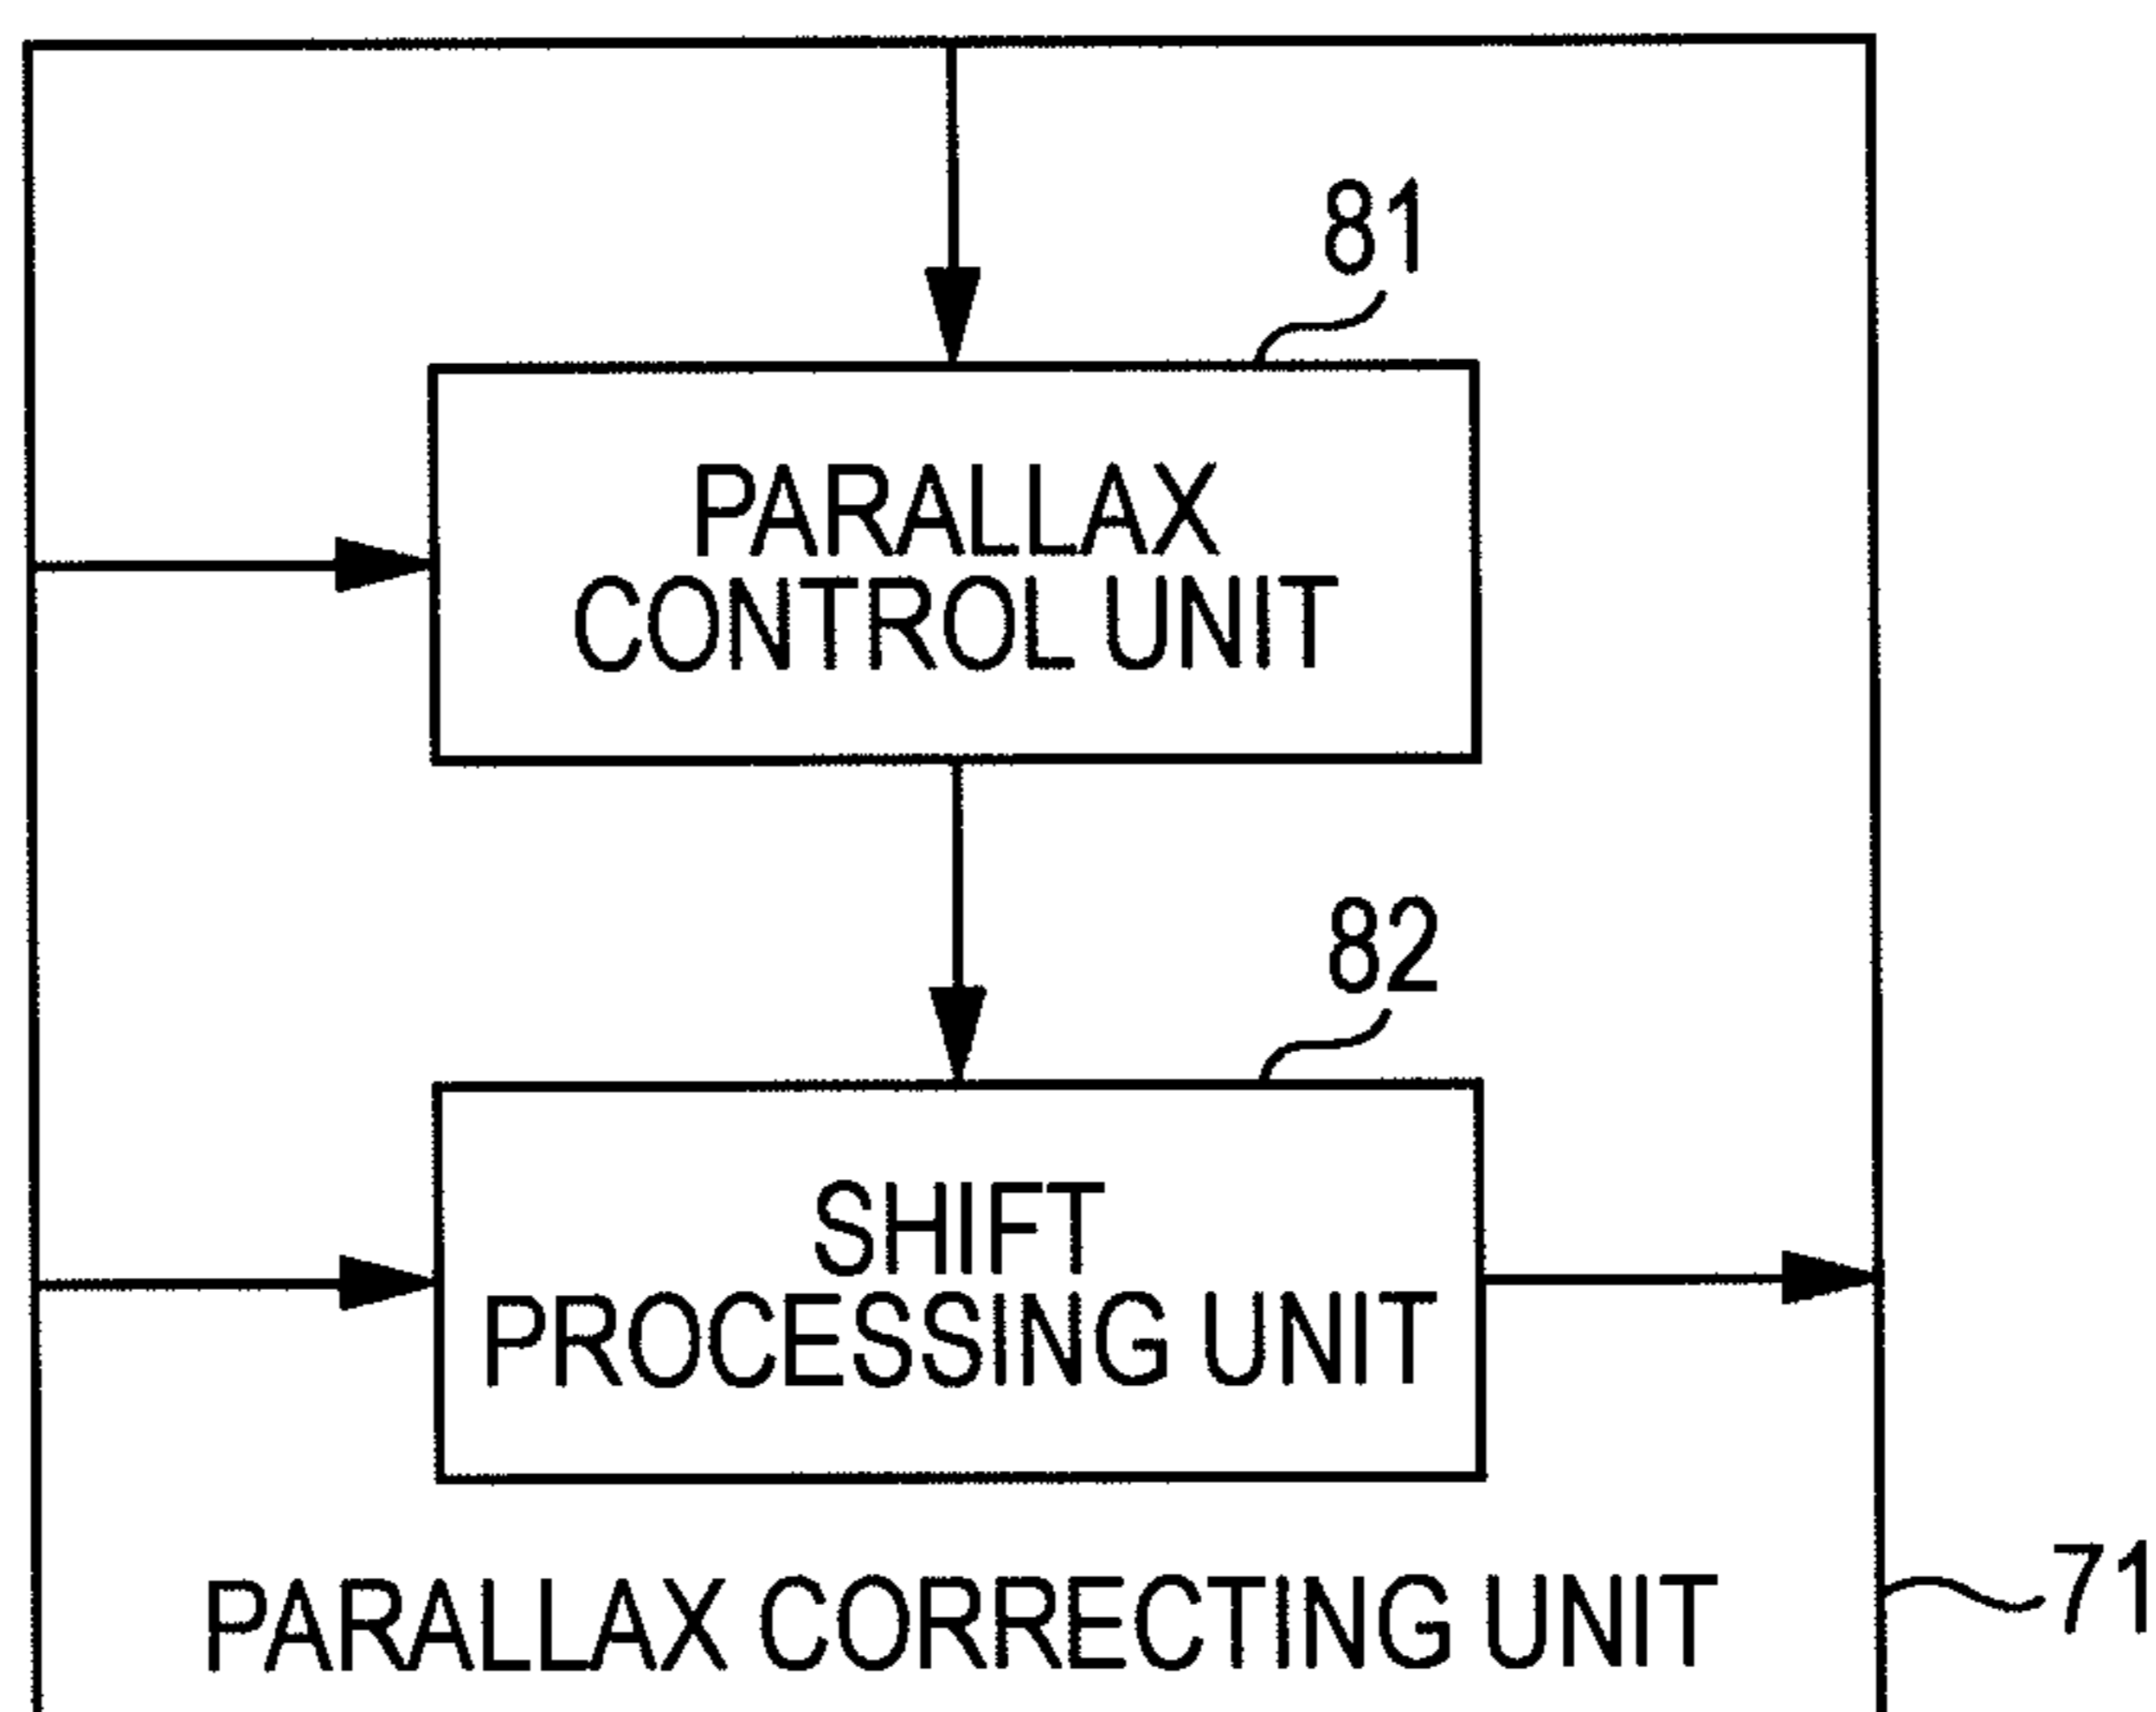 81
PARALLAX
CONTROL UNIT
82
SHIFT
PROCESSING UNIT
PARALLAX CORRECTING UNIT
71